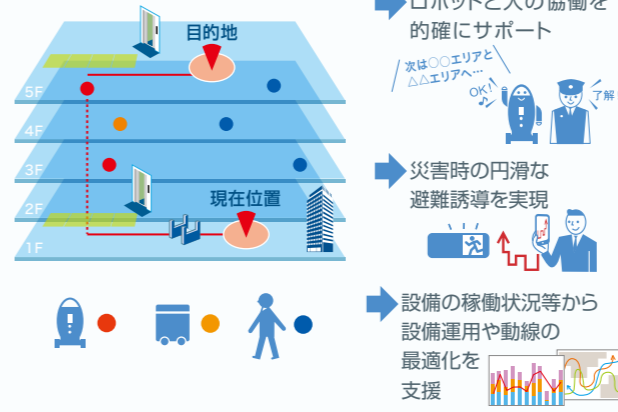 目的地
5F
4F
3F
2F
1F
現在位置
ロボットと人の協働を
的確にサポート
次は○○エリアと
△△エリアへ…
OK!
了解
災害時の円滑な
避難誘導を実現
設備の稼働状況等から
設備運用や動線の
最適化を
支援